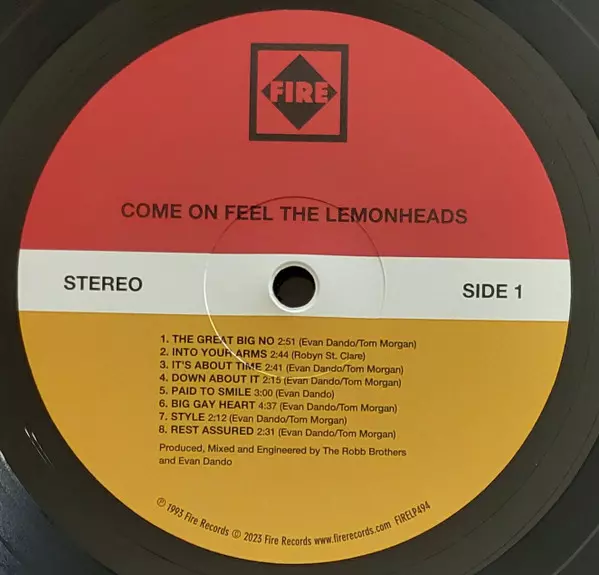 FIRE
COME ON FEEL THE LEMONHEADS
STEREO
SIDE 1
1. THE GREAT BIG NO 2:51 (Evan Dando/Tom Morgan)
2. INTO YOUR ARMS 2:44 (Robyn St. Clare)
3. IT'S ABOUT TIME 2:41 (Evan Dando/Tom Morgan)
4. DOWN ABOUT IT 2:15 (Evan Dando/Tom Morgan)
5. PAID TO SMILE 3:00 (Evan Dando)
6. BIG GAY HEART 4:37 (Evan Dando/Tom Morgan)
7. STYLE 2:12 (Evan Dando/Tom Morgan)
8. REST ASSURED 2:31 (Evan Dando/Tom Morgan)
Produced, Mixed and Engineered by The Robb Brothers
and Evan Dando
℗ 1993 Fire Records © 2023 Fire Records www.firerecords.com FIRELP494